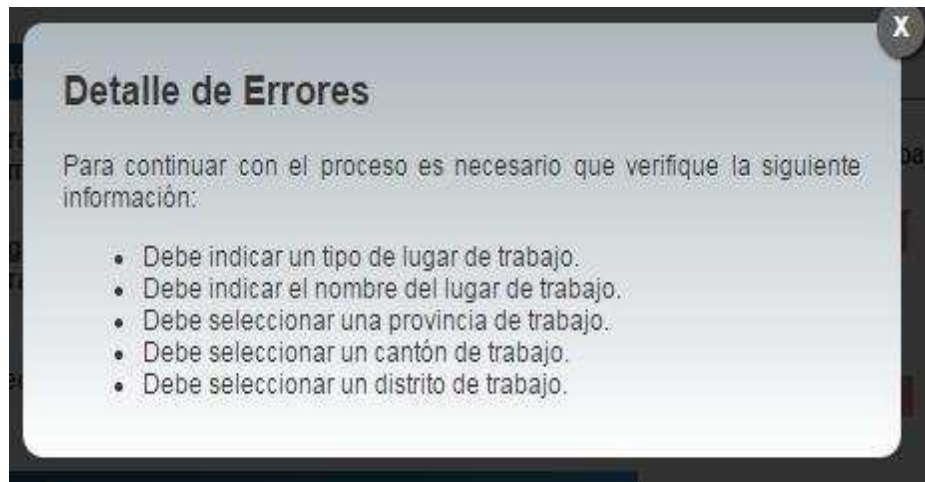 X
Detalle de Errores
Para continuar con el proceso es necesario que verifique la siguiente
información:
• Debe indicar un tipo de lugar de trabajo.
• Debe indicar el nombre del lugar de trabajo.
• Debe seleccionar una provincia de trabajo.
• Debe seleccionar un cantón de trabajo.
• Debe seleccionar un distrito de trabajo.